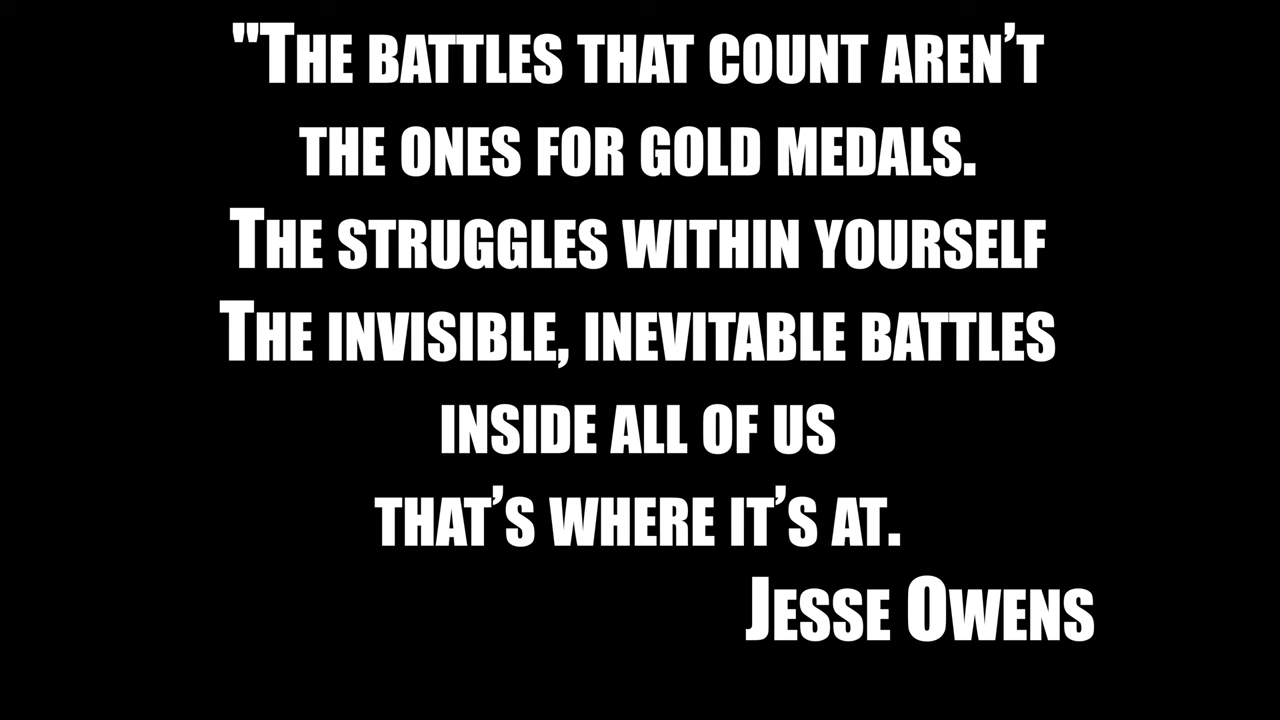 "The battles that count aren’t
the ones for gold medals.
The struggles within yourself
The invisible, inevitable battles
inside all of us
that’s where it’s at.
Jesse Owens